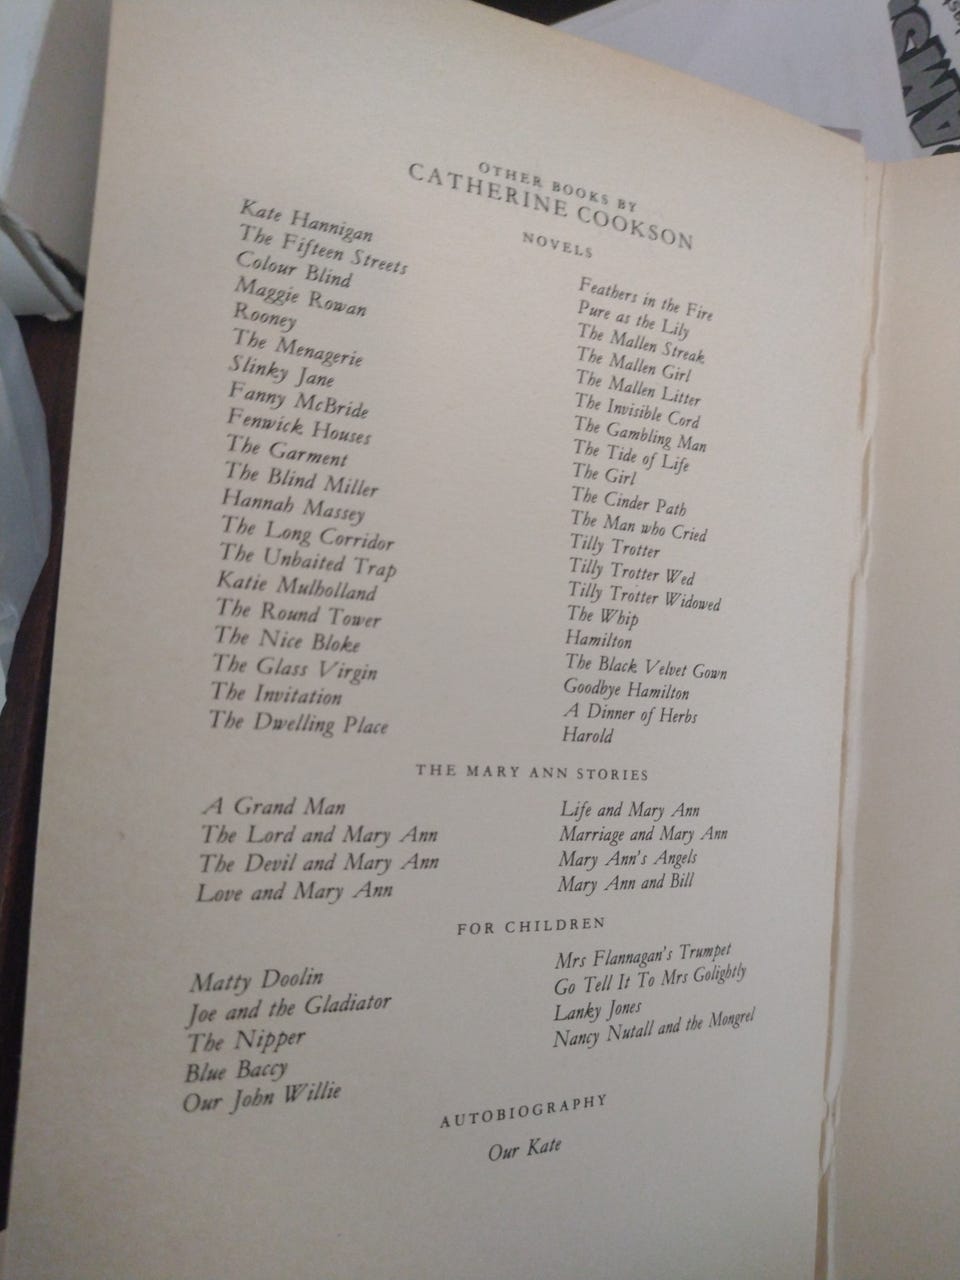 OTHER BOOKS BY
CATHERINE COOKSON
NOVELS
Kate Hannigan
The Fifteen Streets
Colour Blind
Maggie Rowan
Rooney
The Menagerie
Slinky Jane
Fanny McBride
Fenwick Houses
The Garment
The Blind Miller
Hannah Massey
The Long Corridor
The Unbaited Trap
Katie Mulholland
The Round Tower
The Nice Bloke
The Glass Virgin
The Invitation
The Dwelling Place
Feathers in the Fire
Pure as the Lily
The Mallen Streak
The Mallen Girl
The Mallen Litter
The Invisible Cord
The Gambling Man
The Tide of Life
The Girl
The Cinder Path
The Man who Cried
Tilly Trotter
Tilly Trotter Wed
Tilly Trotter Widowed
The Whip
Hamilton
The Black Velvet Gown
Goodbye Hamilton
A Dinner of Herbs
Harold
THE MARY ANN STORIES
A Grand Man
The Lord and Mary Ann
The Devil and Mary Ann
Love and Mary Ann
Life and Mary Ann
Marriage and Mary Ann
Mary Ann's Angels
Mary Ann and Bill
FOR CHILDREN
Matty Doolin
Joe and the Gladiator
The Nipper
Blue Baccy
Our John Willie
Mrs Flannagan's Trumpet
Go Tell It To Mrs Golightly
Lanky Jones
Nancy Nutall and the Mongrel
AUTOBIOGRAPHY
Our Kate